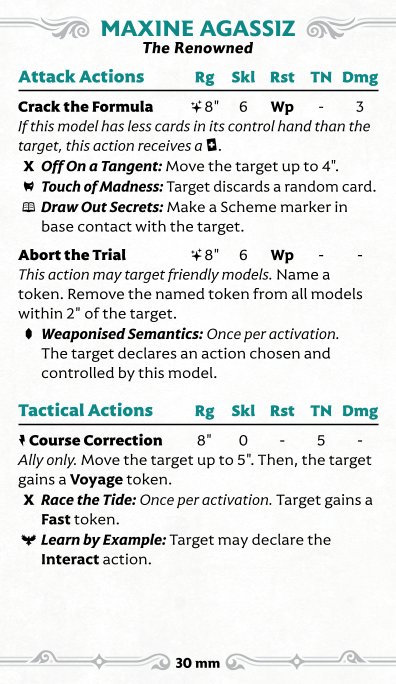 MAXINE AGASSIZ
The Renowned
Attack Actions Rg Skl Rst TN Dmg
Crack the Formula 8" 6 Wp - 3
If this model has less cards in its control hand than the
target, this action receives a .
X Off On a Tangent: Move the target up to 4".
Touch of Madness: Target discards a random card.
Draw Out Secrets: Make a Scheme marker in
base contact with the target.
Abort the Trial 8" 6 Wp - -
This action may target friendly models. Name a
token. Remove the named token from all models
within 2" of the target.
Weaponised Semantics: Once per activation.
The target declares an action chosen and
controlled by this model.
Tactical Actions Rg Skl Rst TN Dmg
Course Correction 8" 0 - 5 -
Ally only. Move the target up to 5". Then, the target
gains a Voyage token.
X Race the Tide: Once per activation. Target gains a
Fast token.
Learn by Example: Target may declare the
Interact action.
30 mm